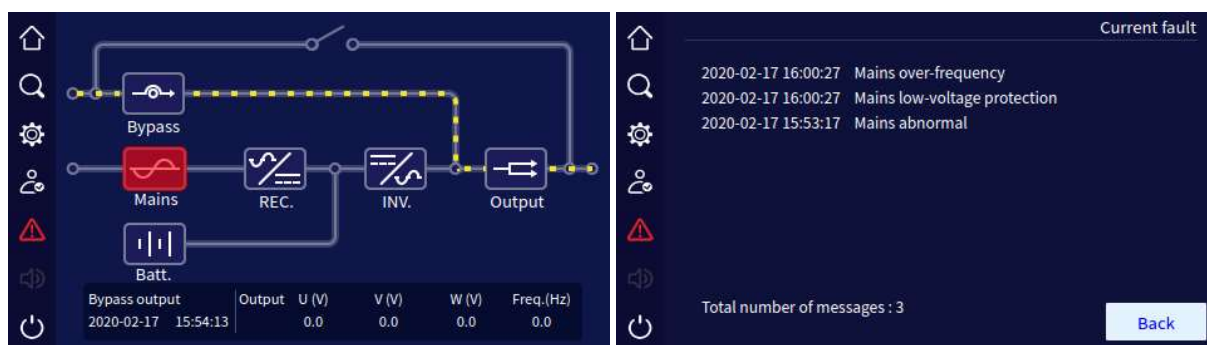 Bypass
Mains
REC.
INV.
Output
Batt.
Bypass output Output U (V) V (V) W (V) Freq.(Hz)
2020-02-17 15:54:13 0.0 0.0 0.0 0.0
Current fault
2020-02-17 16:00:27 Mains over-frequency
2020-02-17 16:00:27 Mains low-voltage protection
2020-02-17 15:53:17 Mains abnormal
Total number of messages : 3
Back